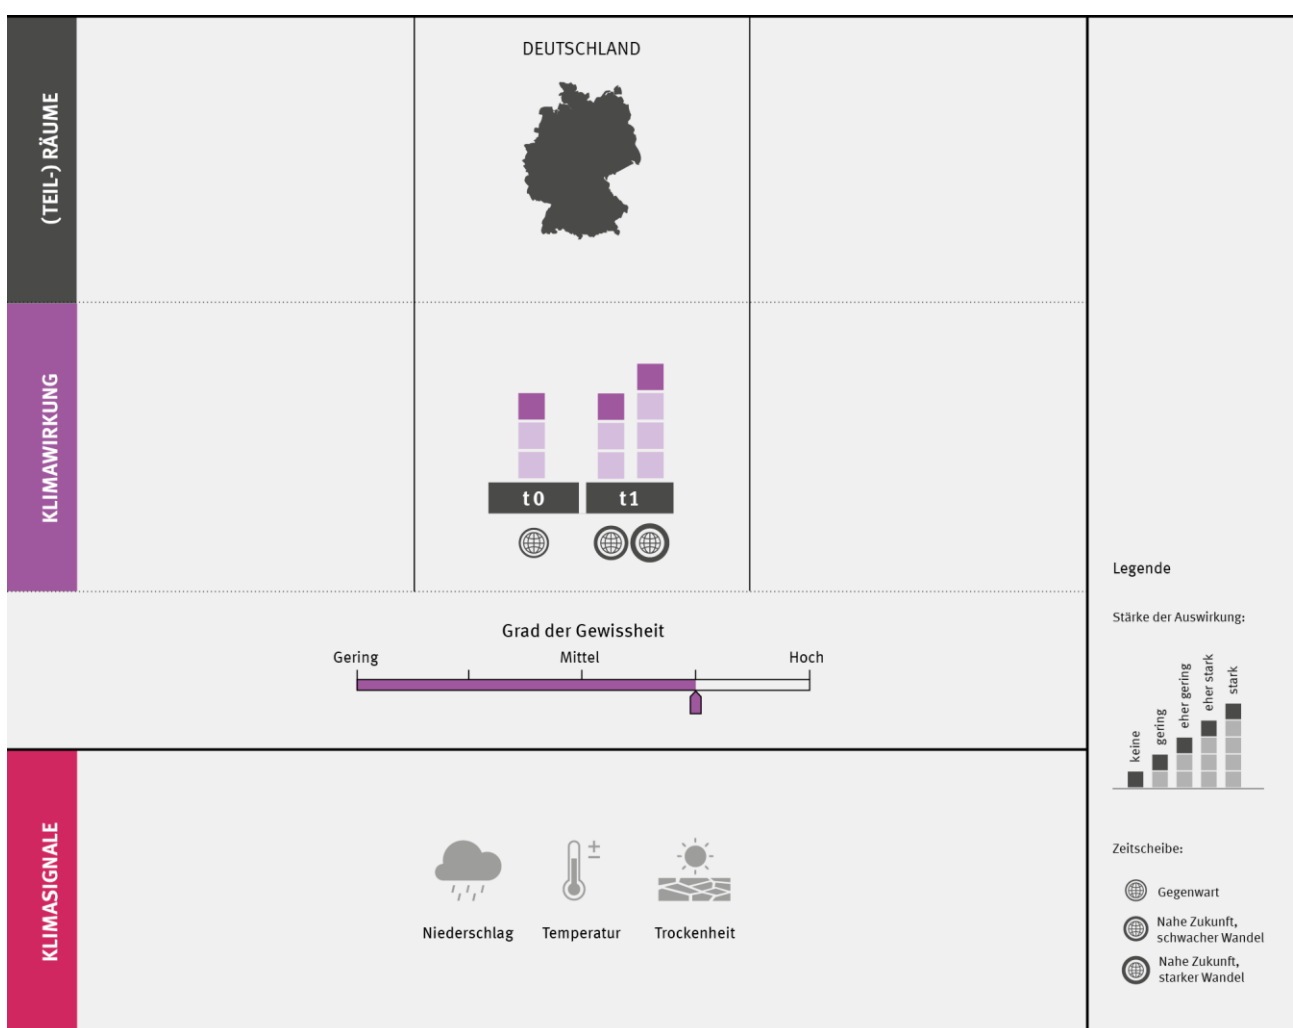 (TEIL-) RÄUME
DEUTSCHLAND
KLIMAWIRKUNG
t0
t1
Grad der Gewissheit
Gering
Mittel
Hoch
KLIMASIGNALE
Niederschlag
Temperatur
Trockenheit
Legende
Stärke der Auswirkung:
keine
gering
eher gering
eher stark
stark
Zeitscheibe:
Gegenwart
Nahe Zukunft,
schwacher Wandel
Nahe Zukunft,
starker Wandel